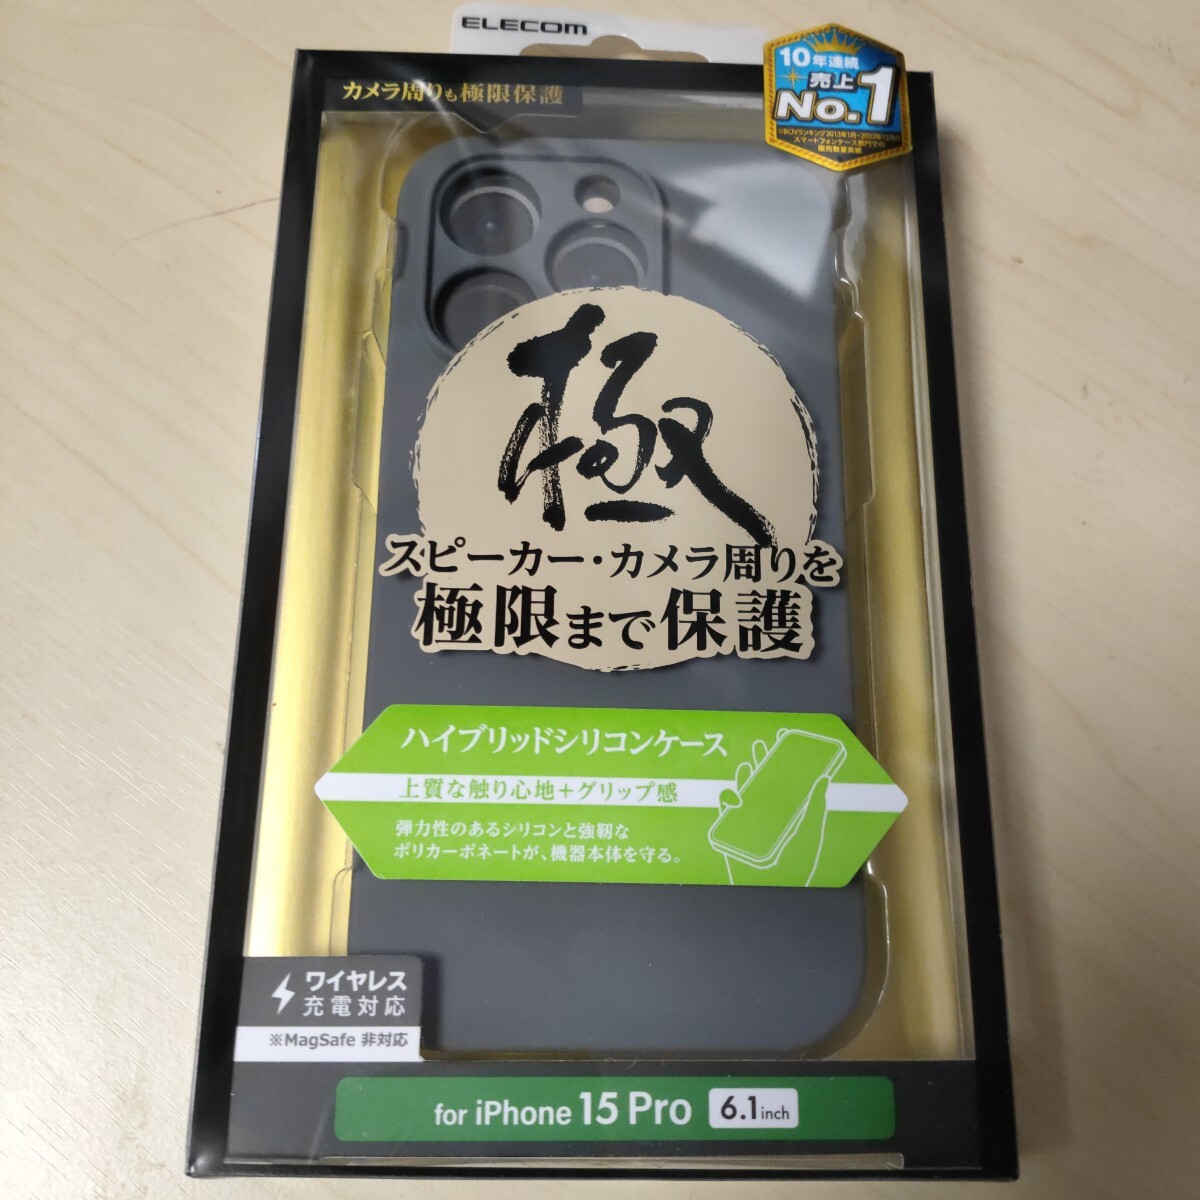 ELECOM
カメラ周りも極限保護
10年連続
売上
No.1
極
スピーカー・カメラ周りを
極限まで保護
ハイブリッドシリコンケース
上質な触り心地+グリップ感
弾力性のあるシリコンと強靭な
ポリカーボネートが、機器本体を守る。
ワイヤレス
充電対応
※MagSafe 非対応
for iPhone 15 Pro 6.1inch